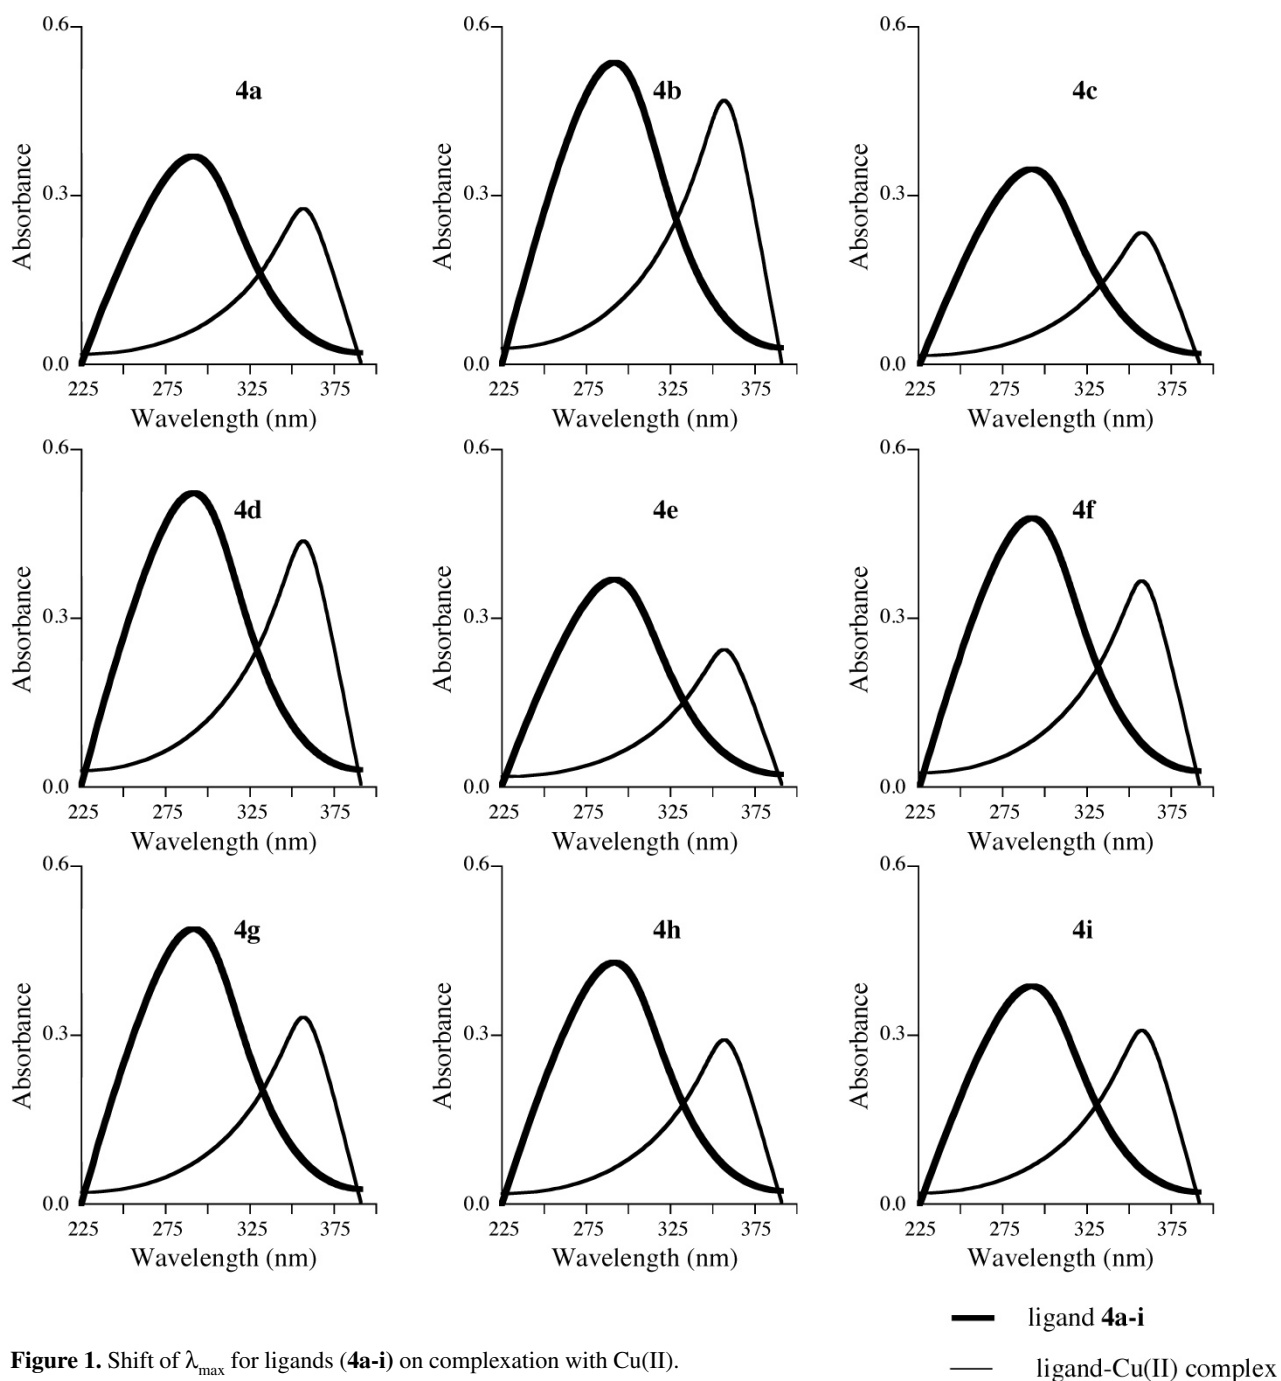 0.6
0.3
0.0
Absorbance
4a
225 275 325 375
Wavelength (nm)
0.6
0.3
0.0
Absorbance
4b
225 275 325 375
Wavelength (nm)
0.6
0.3
0.0
Absorbance
4c
225 275 325 375
Wavelength (nm)
0.6
0.3
0.0
Absorbance
4d
225 275 325 375
Wavelength (nm)
0.6
0.3
0.0
Absorbance
4e
225 275 325 375
Wavelength (nm)
0.6
0.3
0.0
Absorbance
4f
225 275 325 375
Wavelength (nm)
0.6
0.3
0.0
Absorbance
4g
225 275 325 375
Wavelength (nm)
0.6
0.3
0.0
Absorbance
4h
225 275 325 375
Wavelength (nm)
0.6
0.3
0.0
Absorbance
4i
225 275 325 375
Wavelength (nm)
ligand 4a-i
ligand-Cu(II) complex
Figure 1. Shift of λmax for ligands (4a-i) on complexation with Cu(II).